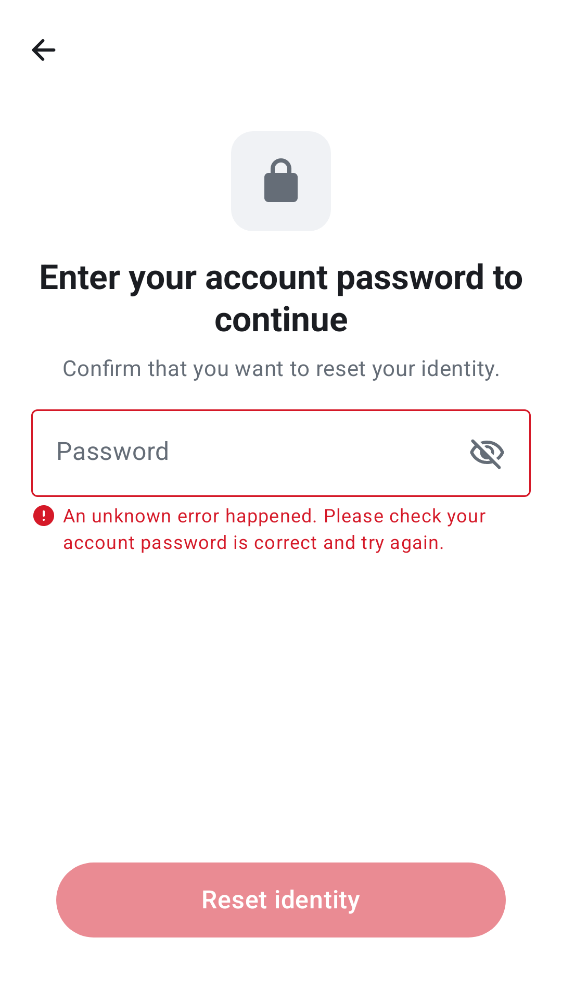 Enter your account password to
continue
Confirm that you want to reset your identity.
Password
An unknown error happened. Please check your
account password is correct and try again.
Reset identity